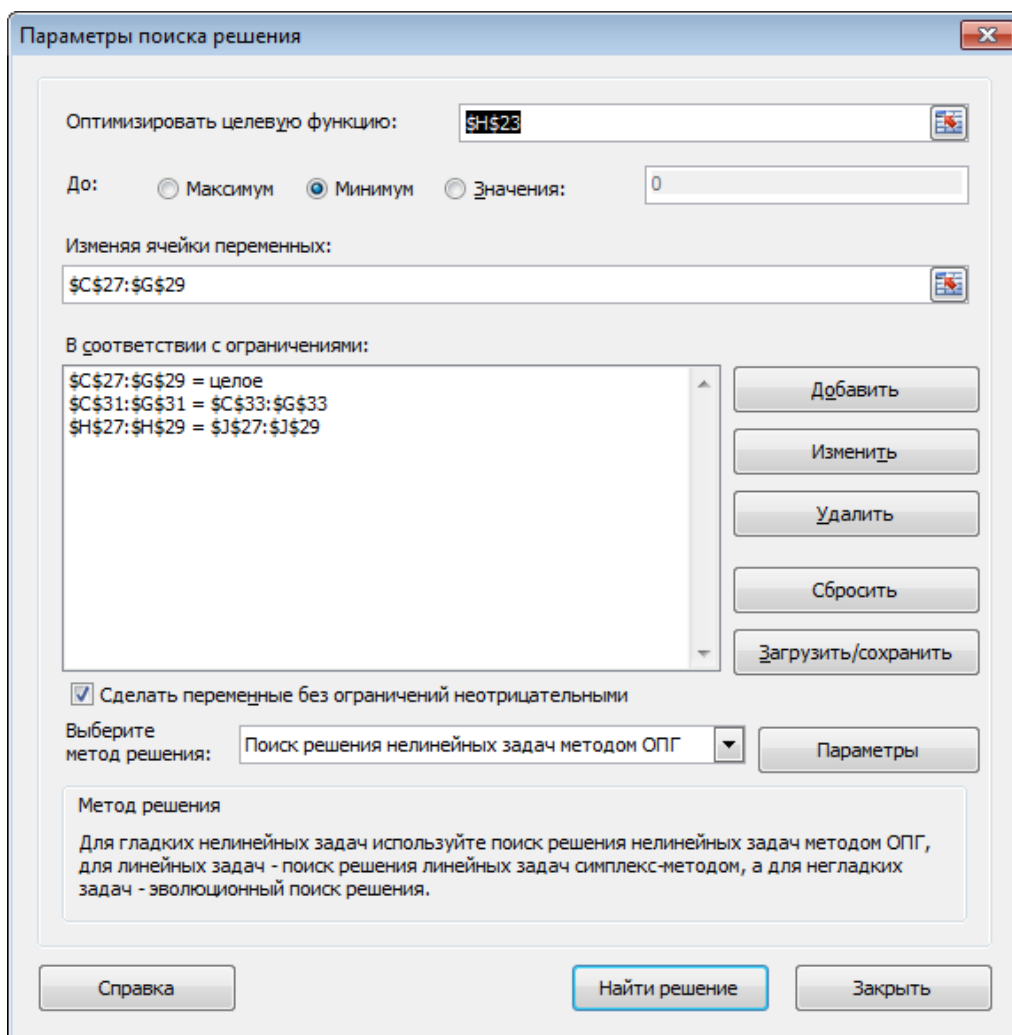 Параметры поиска решения
Оптимизировать целевую функцию: $H$23
До: Максимум Минимум Значения: 0
Изменяя ячейки переменных:
$C$27:$G$29
В соответствии с ограничениями:
$C$27:$G$29 = целое
$C$31:$G$31 = $C$33:$G$33
$H$27:$H$29 = $J$27:$J$29
Добавить
Изменить
Удалить
Сбросить
Загрузить/сохранить
Сделать переменные без ограничений неотрицательными
Выберите
метод решения:
Поиск решения нелинейных задач методом ОПГ
Параметры
Метод решения
Для гладких нелинейных задач используйте поиск решения нелинейных задач методом ОПГ,
для линейных задач - поиск решения линейных задач симплекс-методом, а для негладких
задач - эволюционный поиск решения.
Справка Найти решение Закрыть